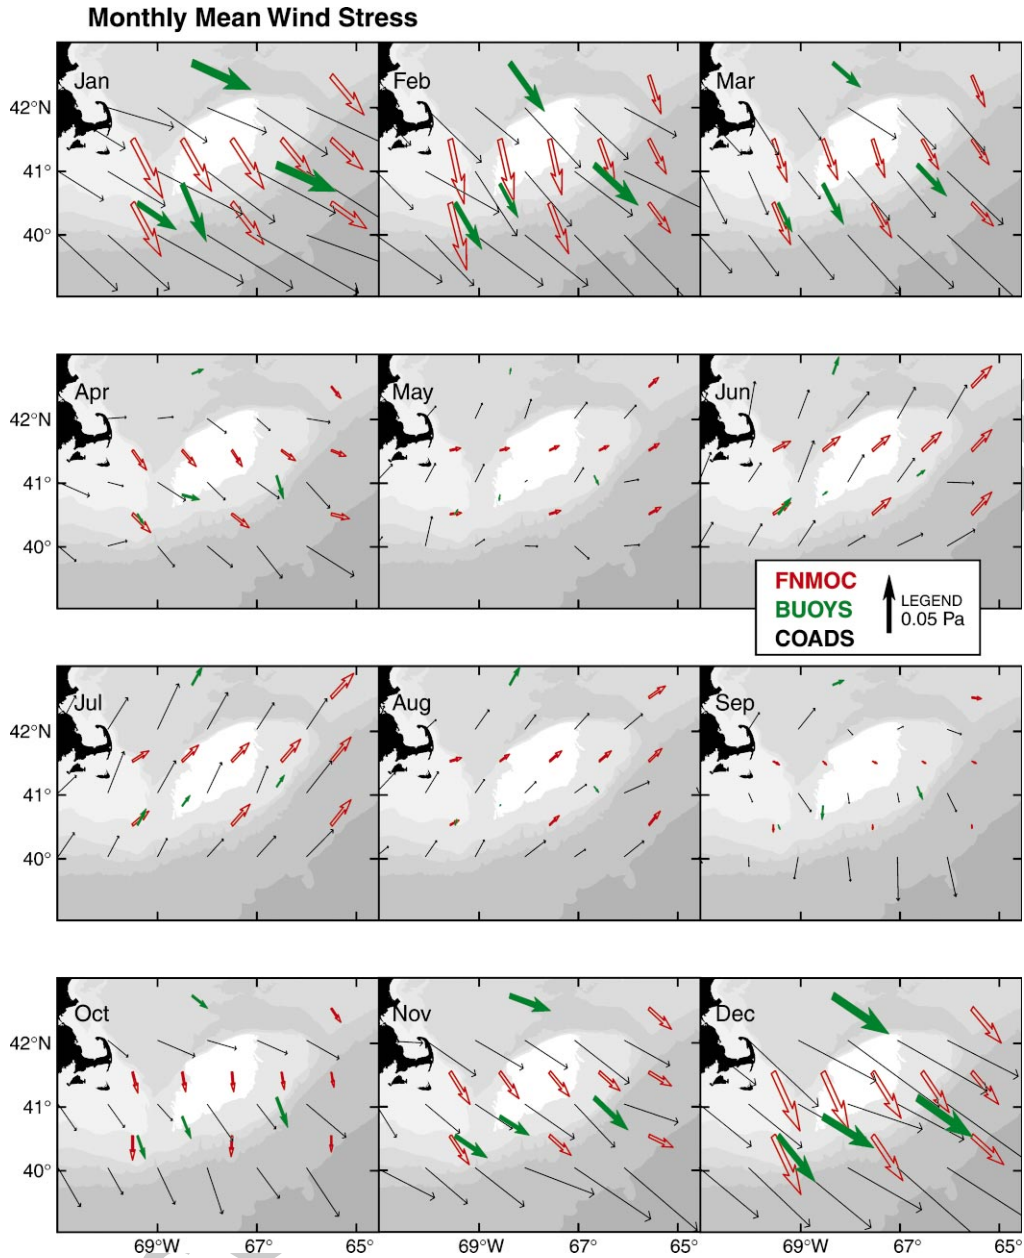 Monthly Mean Wind Stress
Jan
Feb
Mar
42°N
41°
40°
Apr
May
Jun
42°N
41°
40°
FNMOC
BUOYS
COADS
LEGEND
0.05 Pa
Jul
Aug
Sep
42°N
41°
40°
Oct
Nov
Dec
42°N
41°
40°
69°W 67° 65° 69°W 67° 65° 69°W 67° 65°